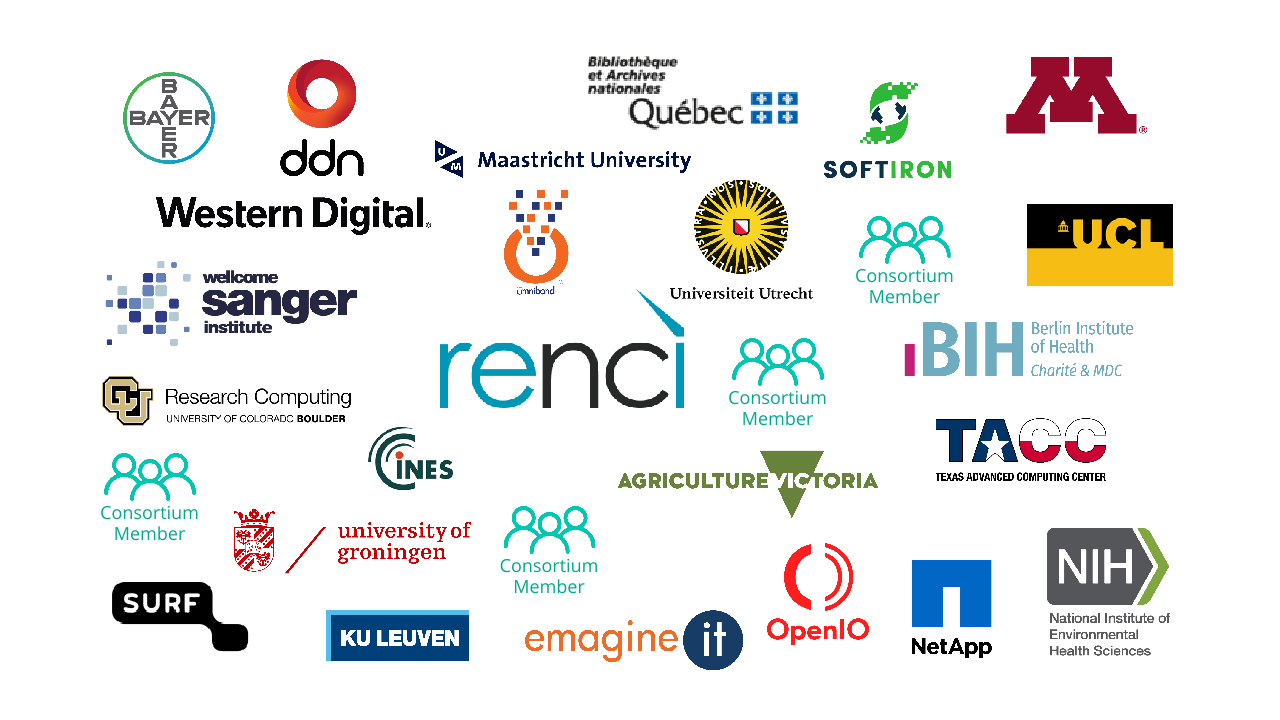 BAYER
BAYER
ddn
Bibliothèque
et Archives
nationales
Québec
SOFTIRON
M
®
U
M
Maastricht University
Western Digital®
ümniband
Universiteit Utrecht
Consortium
Member
UCL
wellcome
sanger
institute
renci
Consortium
Member
BIH
Berlin Institute
of Health
Charité & MDC
CU
Research Computing
UNIVERSITY OF COLORADO BOULDER
CINES
AGRICULTURE VICTORIA
TACC
TEXAS ADVANCED COMPUTING CENTER
Consortium
Member
university of
groningen
Consortium
Member
SURF
KU LEUVEN
emagine it
OpenIO
NetApp
NIH
National Institute of
Environmental
Health Sciences